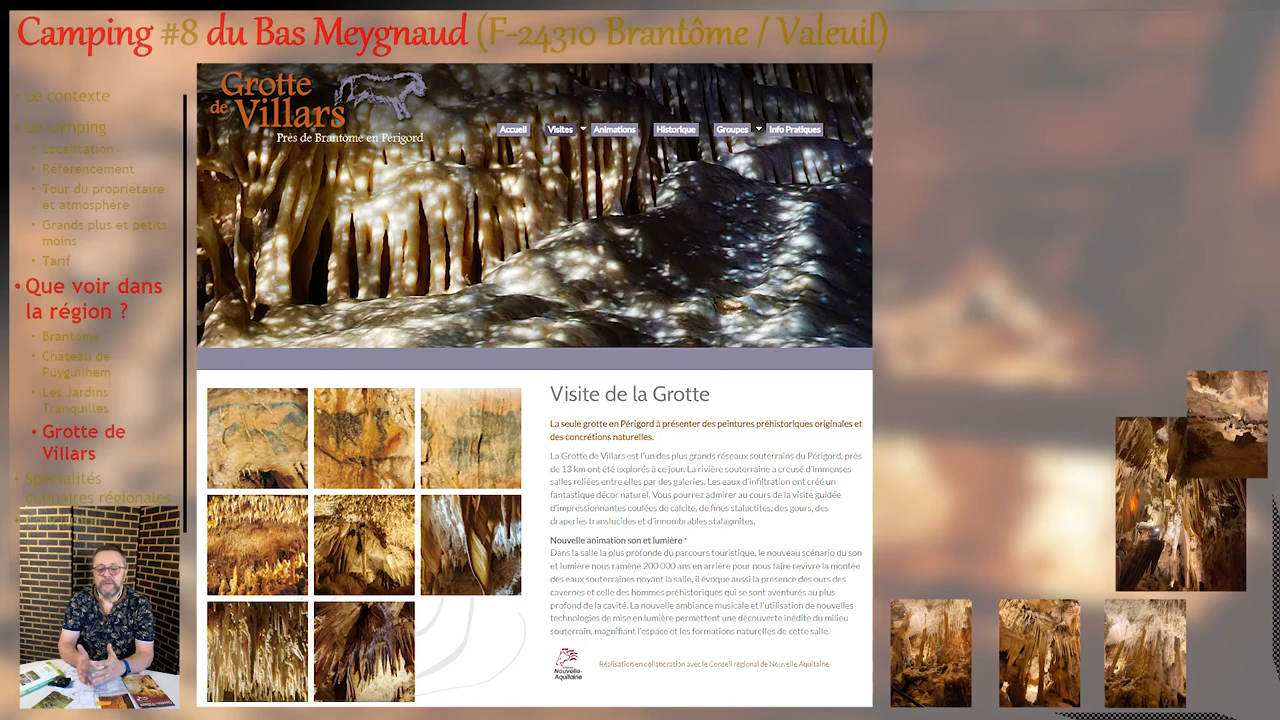 Camping #8 du Bas Meygnaud (F-24310 Brantôme / Valeuil)
• Le contexte
• Le camping
• Localisation
• Référencement
• Tour du propriétaire
et atmosphère
• Grands plus et petits
moins
• Tarif
• Que voir dans
la région ?
• Brantôme
• Chateau de
Puyguilhem
• Les Jardins
Tranquilles
• Grotte de
Villars
• Spécialités
culinaires régionales
Grotte
de Villars
Près de Brantôme en Périgord
Accueil Visites Animations Historique Groupes Info Pratiques
Visite de la Grotte
La seule grotte en Périgord à présenter des peintures préhistoriques originales et
des concrétions naturelles.
La Grotte de Villars est l'un des plus grands réseaux souterrains du Périgord, près
de 13 km ont été explorés à ce jour. La rivière souterraine a creusé d'immenses
salles reliées entre elles par des galeries. Les eaux d'infiltration ont créé un
fantastique décor naturel. Vous pourrez admirer au cours de la visite guidée
d'impressionnantes coulées de calcite, de fines stalactites, des gours, des
draperies translucides et d'innombrables stalagmites.
Nouvelle animation son et lumière *
Dans la salle la plus profonde du parcours touristique, le nouveau scénario du son
et lumière nous ramène 200 000 ans en arrière pour nous faire revivre la montée
des eaux souterraines noyant la salle, il évoque aussi la présence des ours des
cavernes et celle des hommes préhistoriques qui se sont aventurés au plus
profond de la cavité. La nouvelle ambiance musicale et l'utilisation de nouvelles
technologies de mise en lumière permettent une découverte inédite du milieu
souterrain, magnifiant l'espace et les formations naturelles de cette salle.
Nouvelle-
Aquitaine
Réalisation en collaboration avec le Conseil régional de Nouvelle Aquitaine